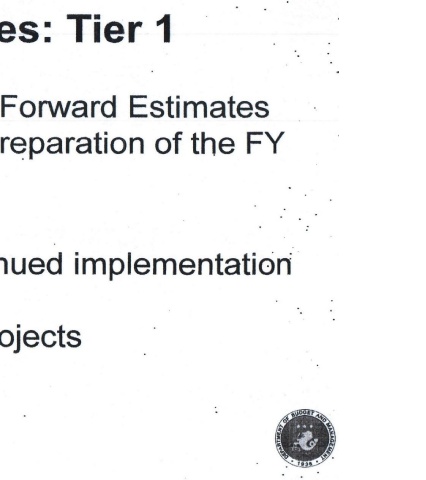 es: Tier 1
Forward Estimates
reparation of the FY
nued implementation
ojects
DEPARTMENT OF BUDGET AND MANAGEMENT
1936